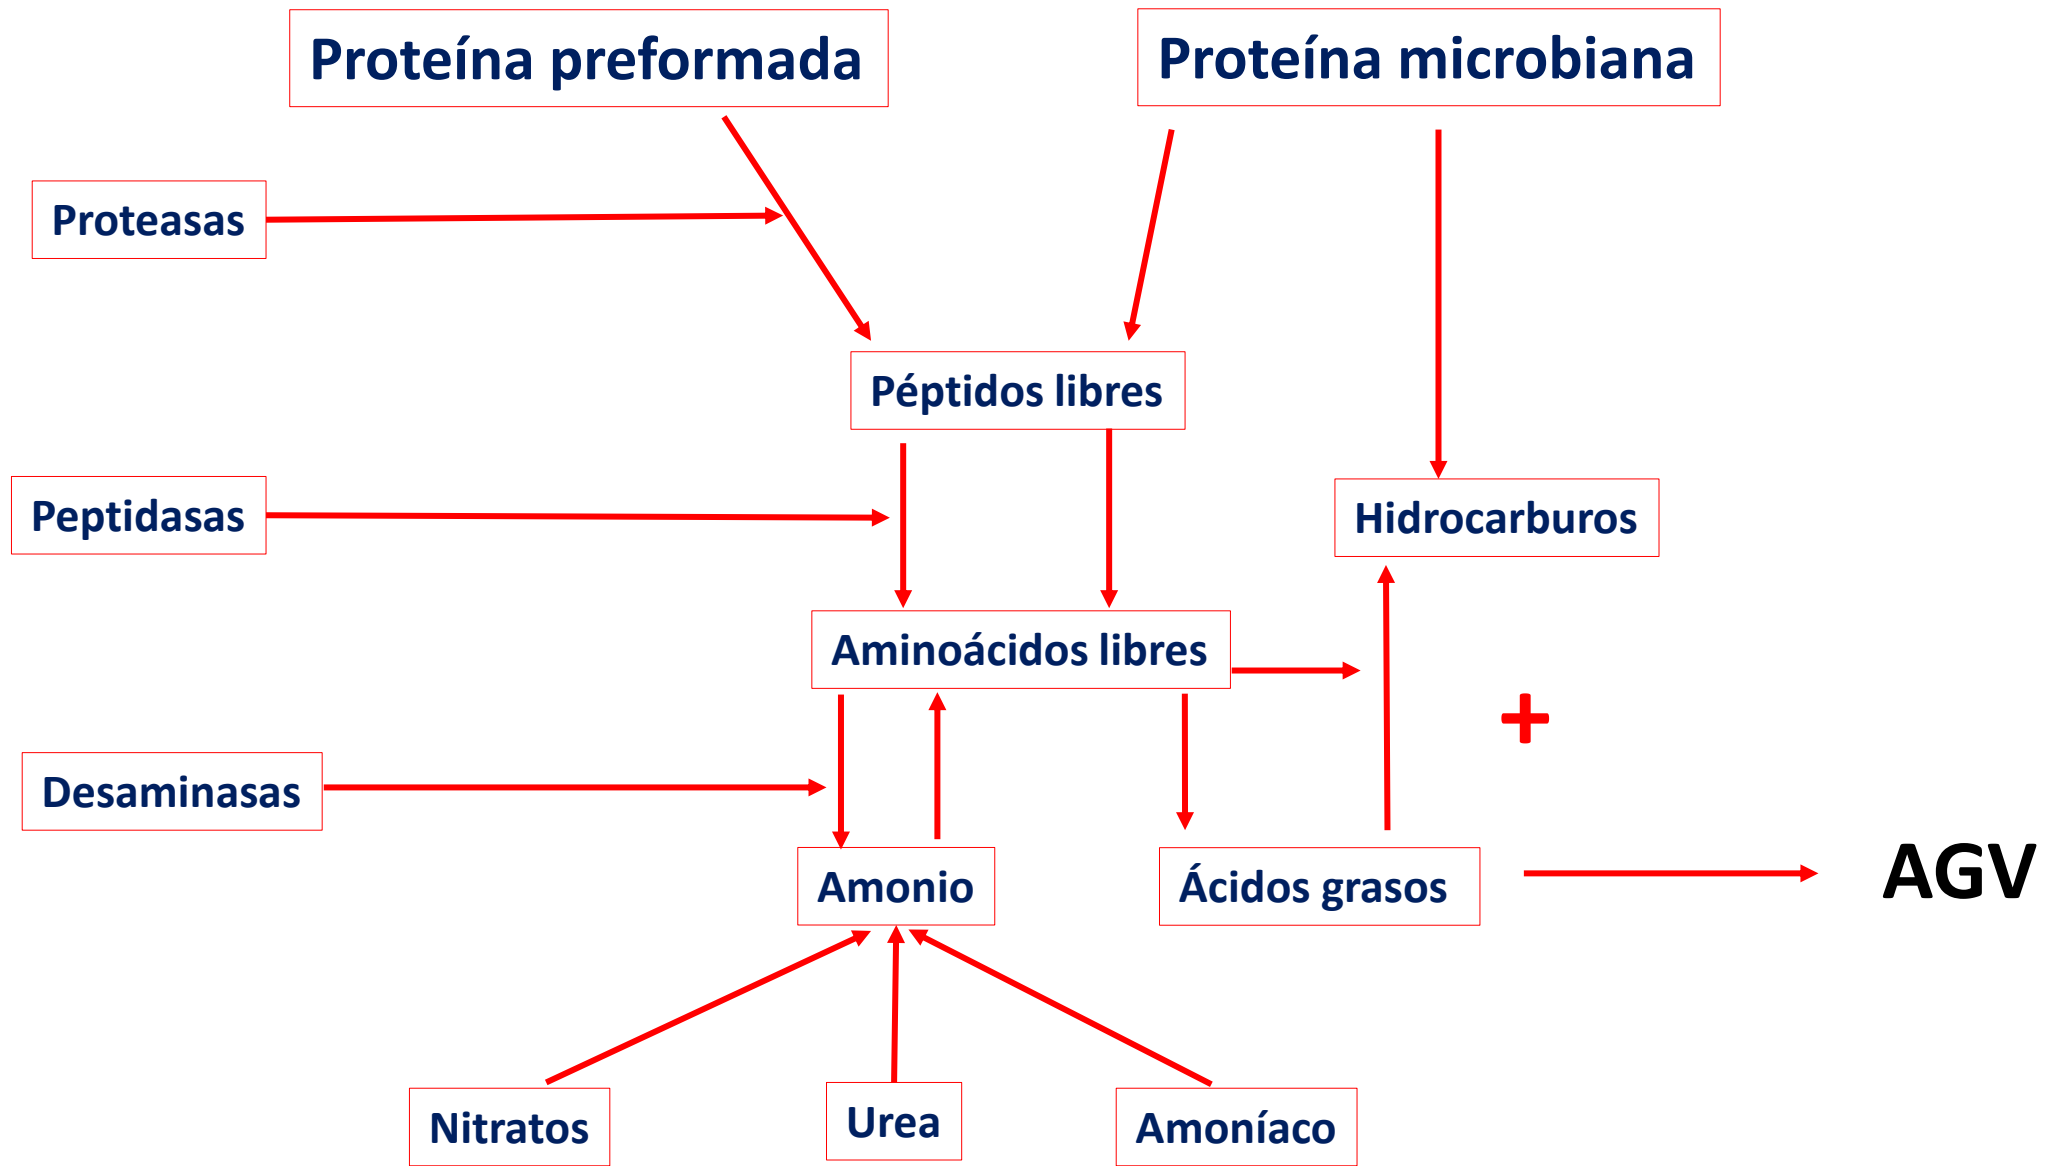 Proteína preformada
Proteína microbiana
Proteasas
Péptidos libres
Peptidasas
Hidrocarburos
Aminoácidos libres
+
Desaminasas
Amonio
Ácidos grasos
AGV
Nitratos
Urea
Amoníaco